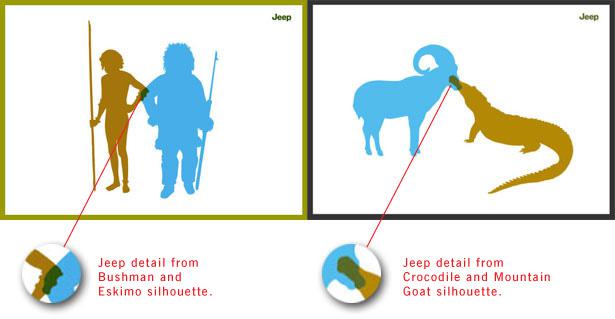 Jeep
Jeep
Jeep detail from
Bushman and
Eskimo silhouette.
Jeep detail from
Crocodile and Mountain
Goat silhouette.